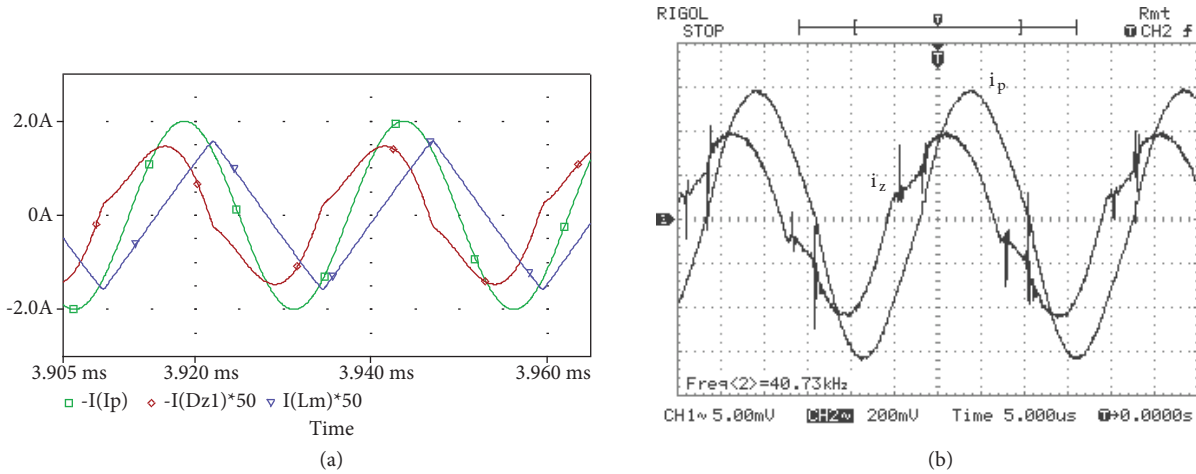 2.0A
0A
-2.0A
3.905 ms 3.920 ms 3.940 ms 3.960 ms
-I(Ip) -I(Dz1)*50 I(Lm)*50
Time
(a)
RIGOL
STOP
Rmt
T CH2
T
T
i p
i z
Freq<2>=40.73kHz
CH1~ 5.00mV CH2~ 200mV Time 5.000us T→0.0000s
(b)